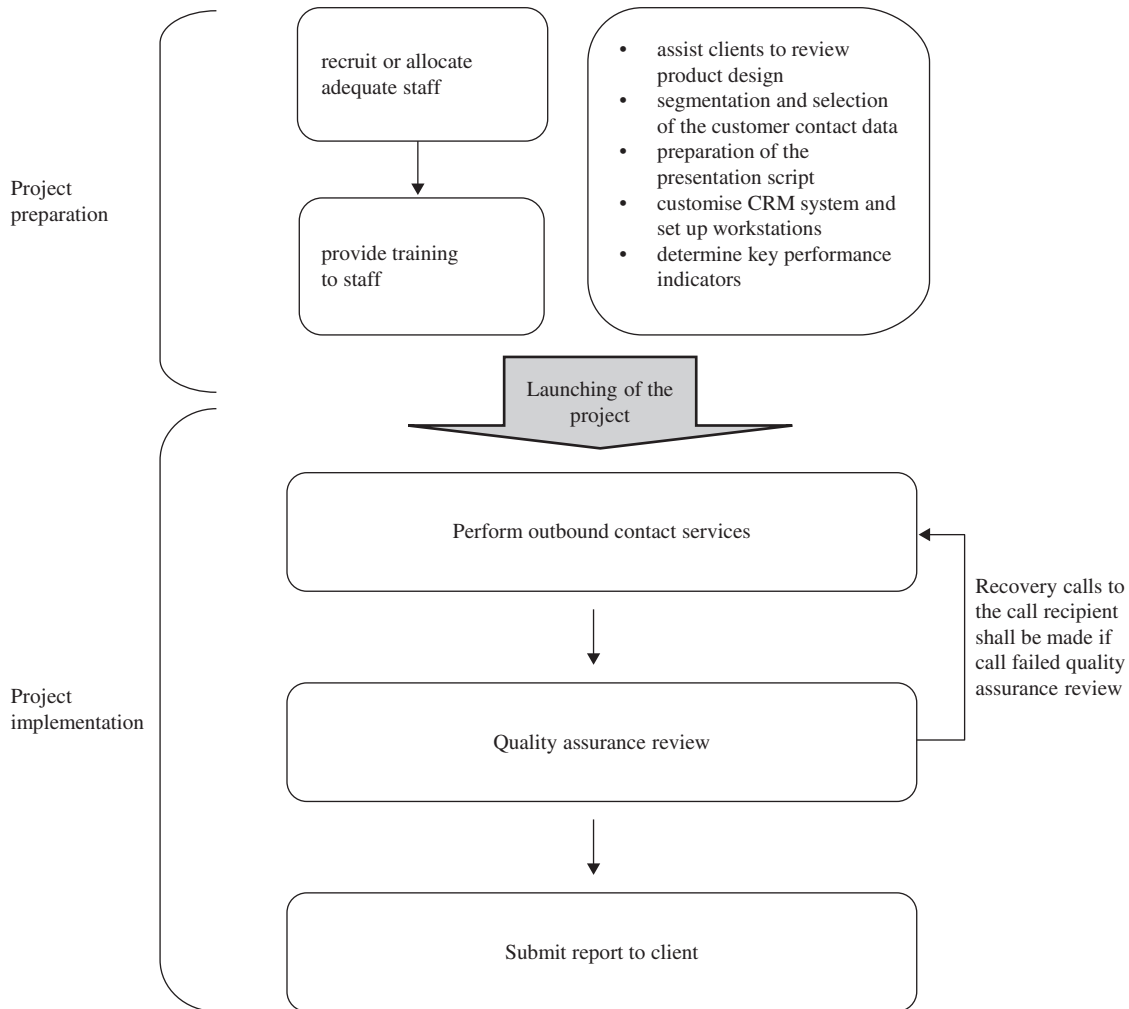 Project
preparation
recruit or allocate
adequate staff
provide training
to staff
• assist clients to review
product design
• segmentation and selection
of the customer contact data
• preparation of the
presentation script
• customise CRM system and
set up workstations
• determine key performance
indicators
Launching of the
project
Project
implementation
Perform outbound contact services
Recovery calls to
the call recipient
shall be made if
call failed quality
assurance review
Quality assurance review
Submit report to client